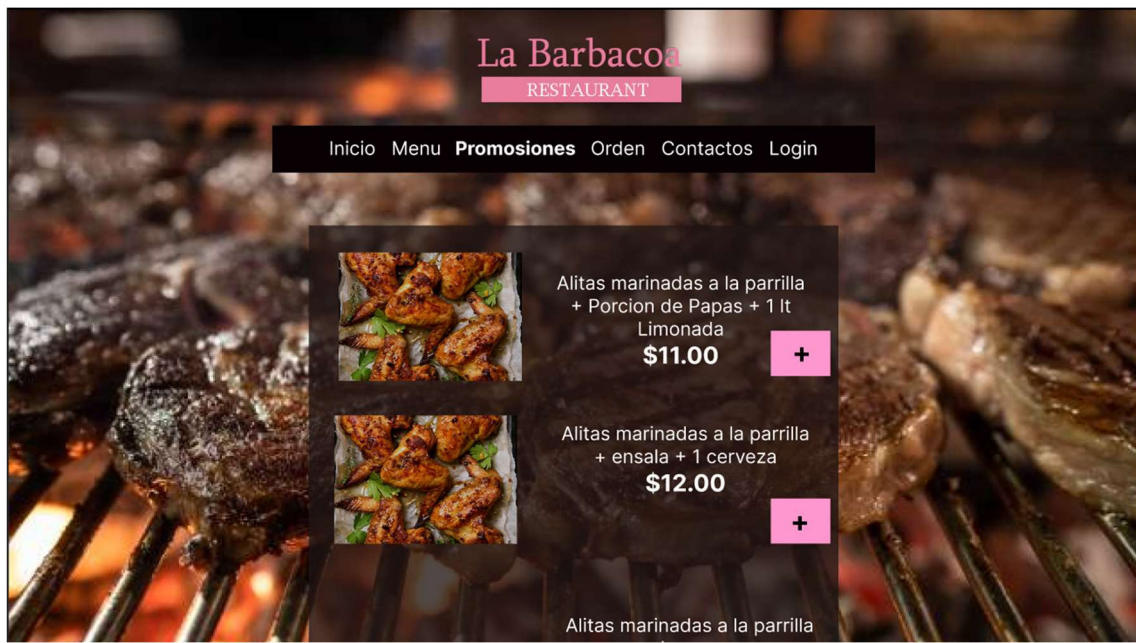 La Barbacoa
RESTAURANT
Inicio Menu Promosiones Orden Contactos Login
Alitas marinadas a la parrilla
+ Porcion de Papas + 1 lt
Limonada
$11.00
+
Alitas marinadas a la parrilla
+ ensala + 1 cerveza
$12.00
+
Alitas marinadas a la parrilla